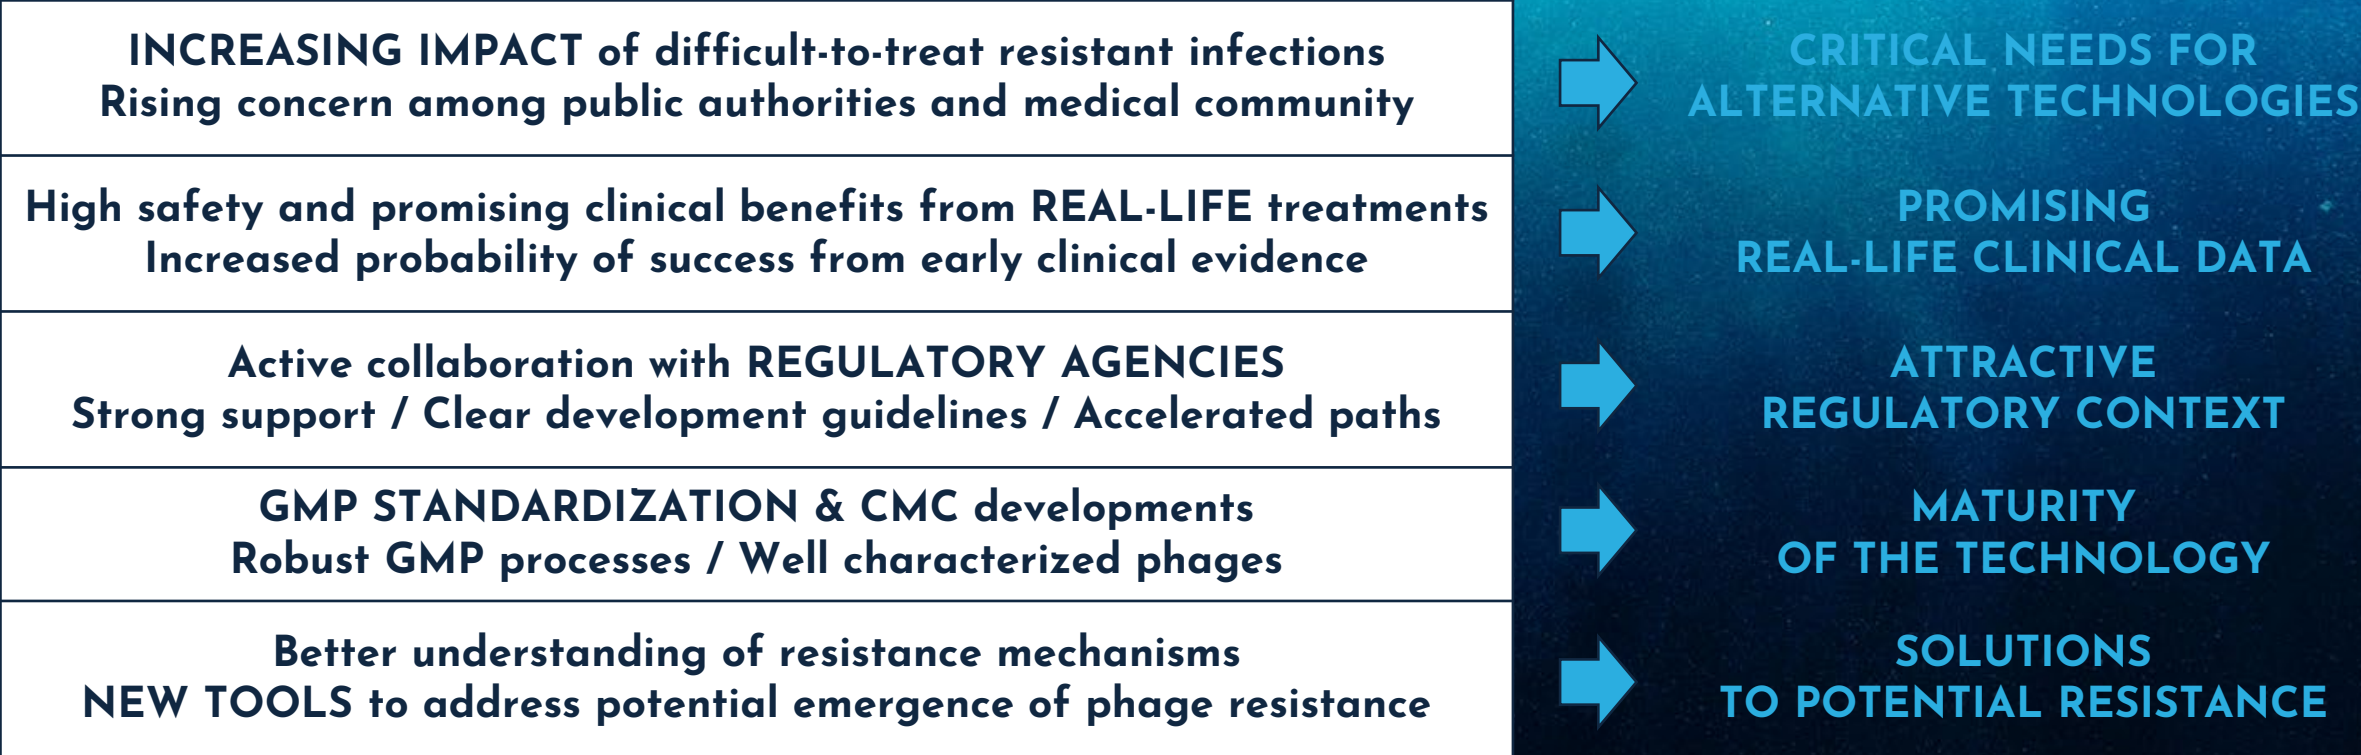 INCREASING IMPACT of difficult-to-treat resistant infections
Rising concern among public authorities and medical community
CRITICAL NEEDS FOR
ALTERNATIVE TECHNOLOGIES
High safety and promising clinical benefits from REAL-LIFE treatments
Increased probability of success from early clinical evidence
PROMISING
REAL-LIFE CLINICAL DATA
Active collaboration with REGULATORY AGENCIES
Strong support / Clear development guidelines / Accelerated paths
ATTRACTIVE
REGULATORY CONTEXT
GMP STANDARDIZATION & CMC developments
Robust GMP processes / Well characterized phages
MATURITY
OF THE TECHNOLOGY
Better understanding of resistance mechanisms
NEW TOOLS to address potential emergence of phage resistance
SOLUTIONS
TO POTENTIAL RESISTANCE